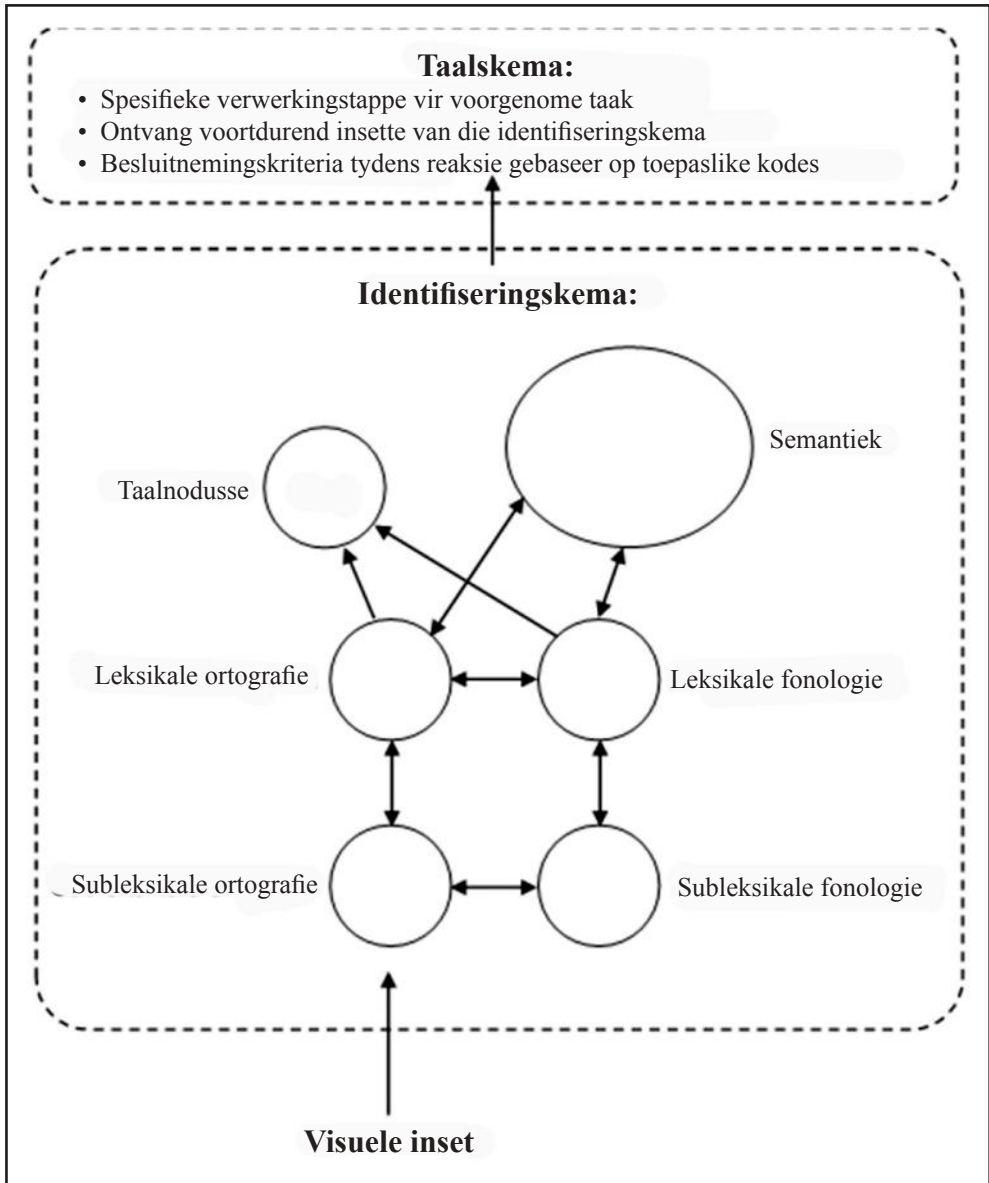 Taalskema:
• Spesifieke verwerkingstappe vir voorgenome taak
• Ontvang voortdurend insette van die identifiseringskema
• Besluitnemingskriteria tydens reaksie gebaseer op toepaslike kodes
Identifiseringskema:
Semantiek
Taalnodusse
Leksikale ortografie
Leksikale fonologie
Subleksikale ortografie
Subleksikale fonologie
Visuele inset